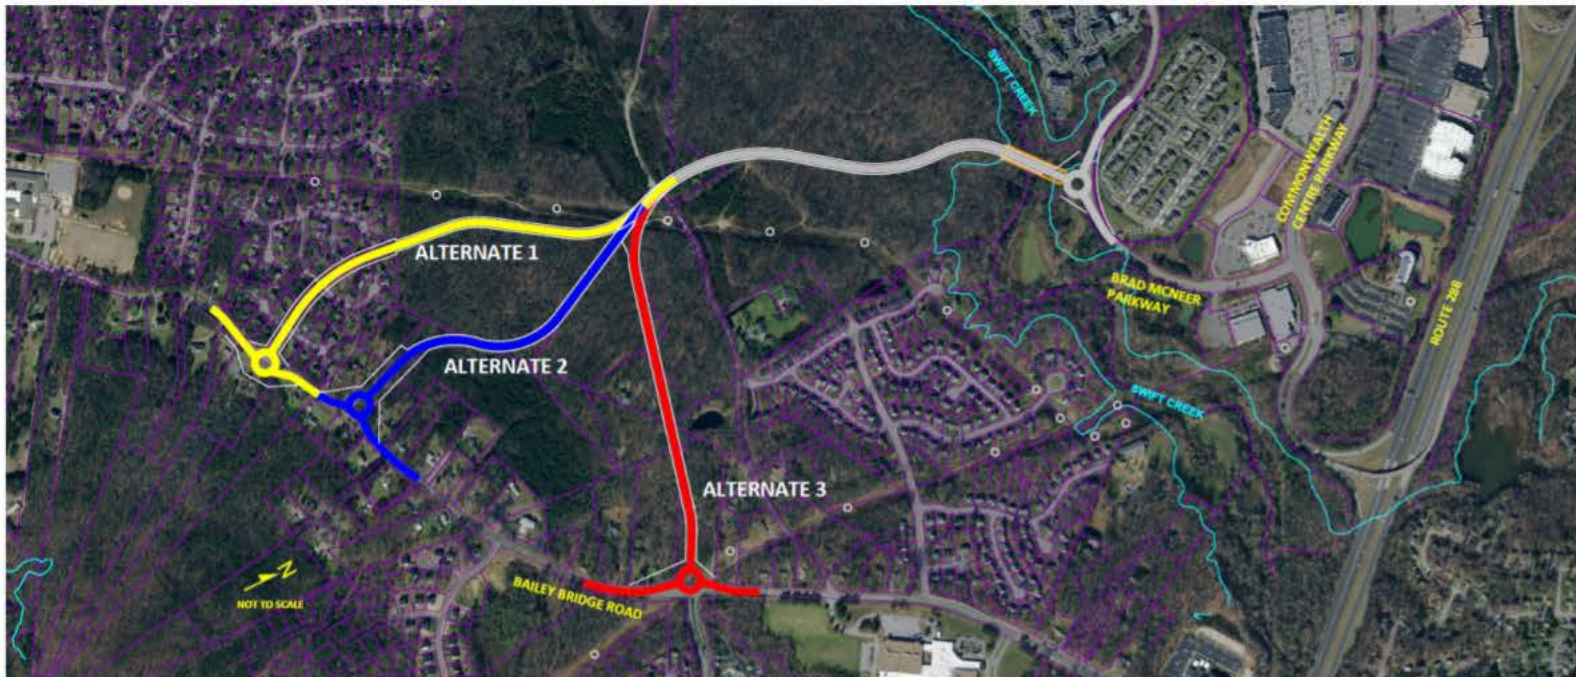 SWIFT CREEK
COMMONWEALTH
CENTRE PARKWAY
ALTERNATE 1
BRAD MCNEER
PARKWAY
ROUTE 288
ALTERNATE 2
SWIFT CREEK
ALTERNATE 3
N
NOT TO SCALE
BAILEY BRIDGE ROAD